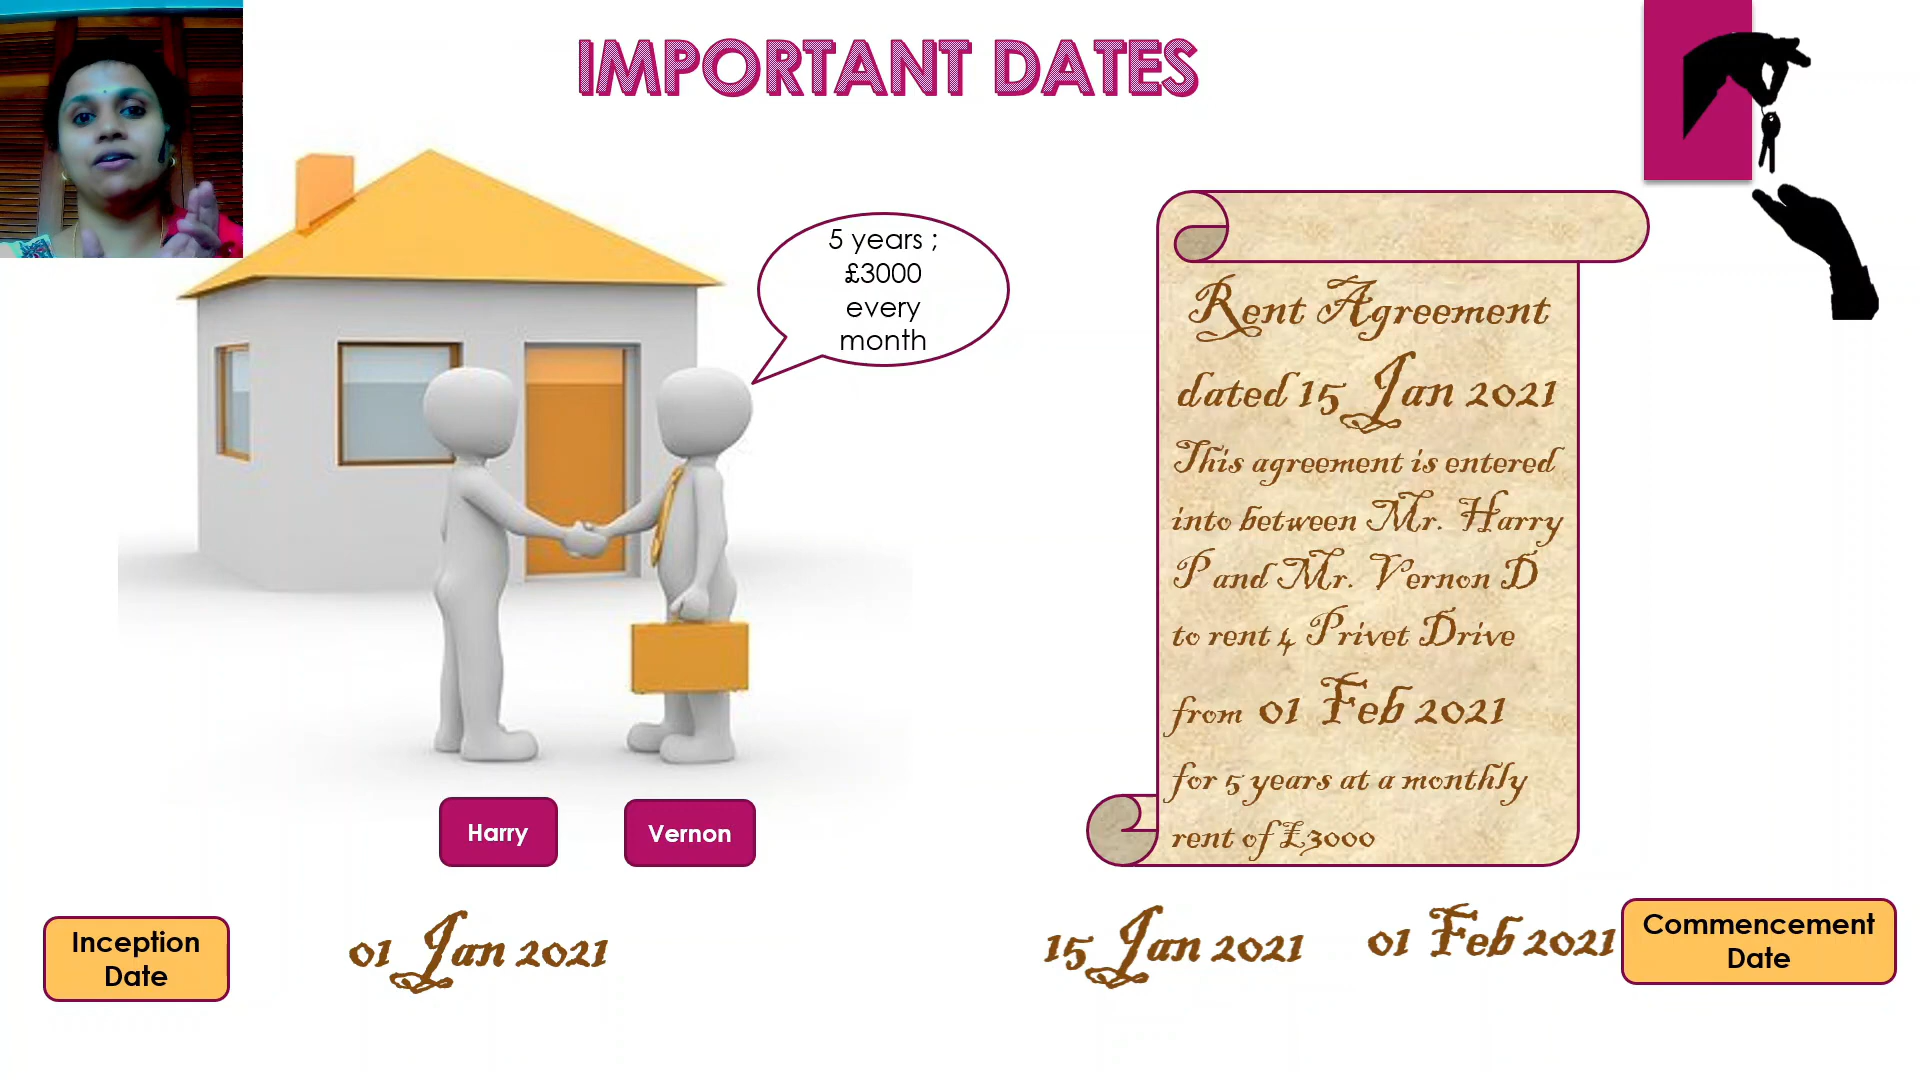 IMPORTANT DATES
5 years ;
£3000
every
month
Rent Agreement
dated 15 Jan 2021
This agreement is entered
into between Mr. Harry
P and Mr. Vernon D
to rent 4 Privet Drive
from 01 Feb 2021
for 5 years at a monthly
rent of £3000
Harry
Vernon
Inception
Date
01 Jan 2021
15 Jan 2021
01 Feb 2021
Commencement
Date